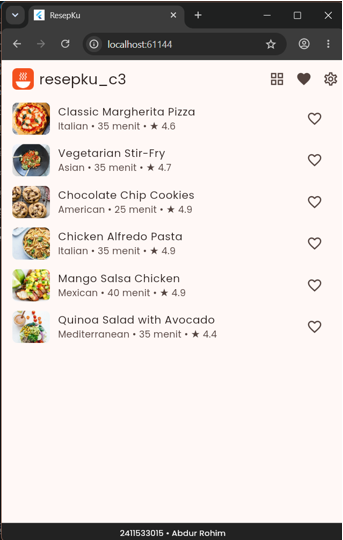 ResepKu
localhost:61144
resepku_c3
Classic Margherita Pizza
Italian • 35 menit • ★ 4.6
Vegetarian Stir-Fry
Asian • 35 menit • ★ 4.7
Chocolate Chip Cookies
American • 25 menit • ★ 4.9
Chicken Alfredo Pasta
Italian • 35 menit • ★ 4.9
Mango Salsa Chicken
Mexican • 40 menit • ★ 4.9
Quinoa Salad with Avocado
Mediterranean • 35 menit • ★ 4.4
2411533015 • Abdur Rohim